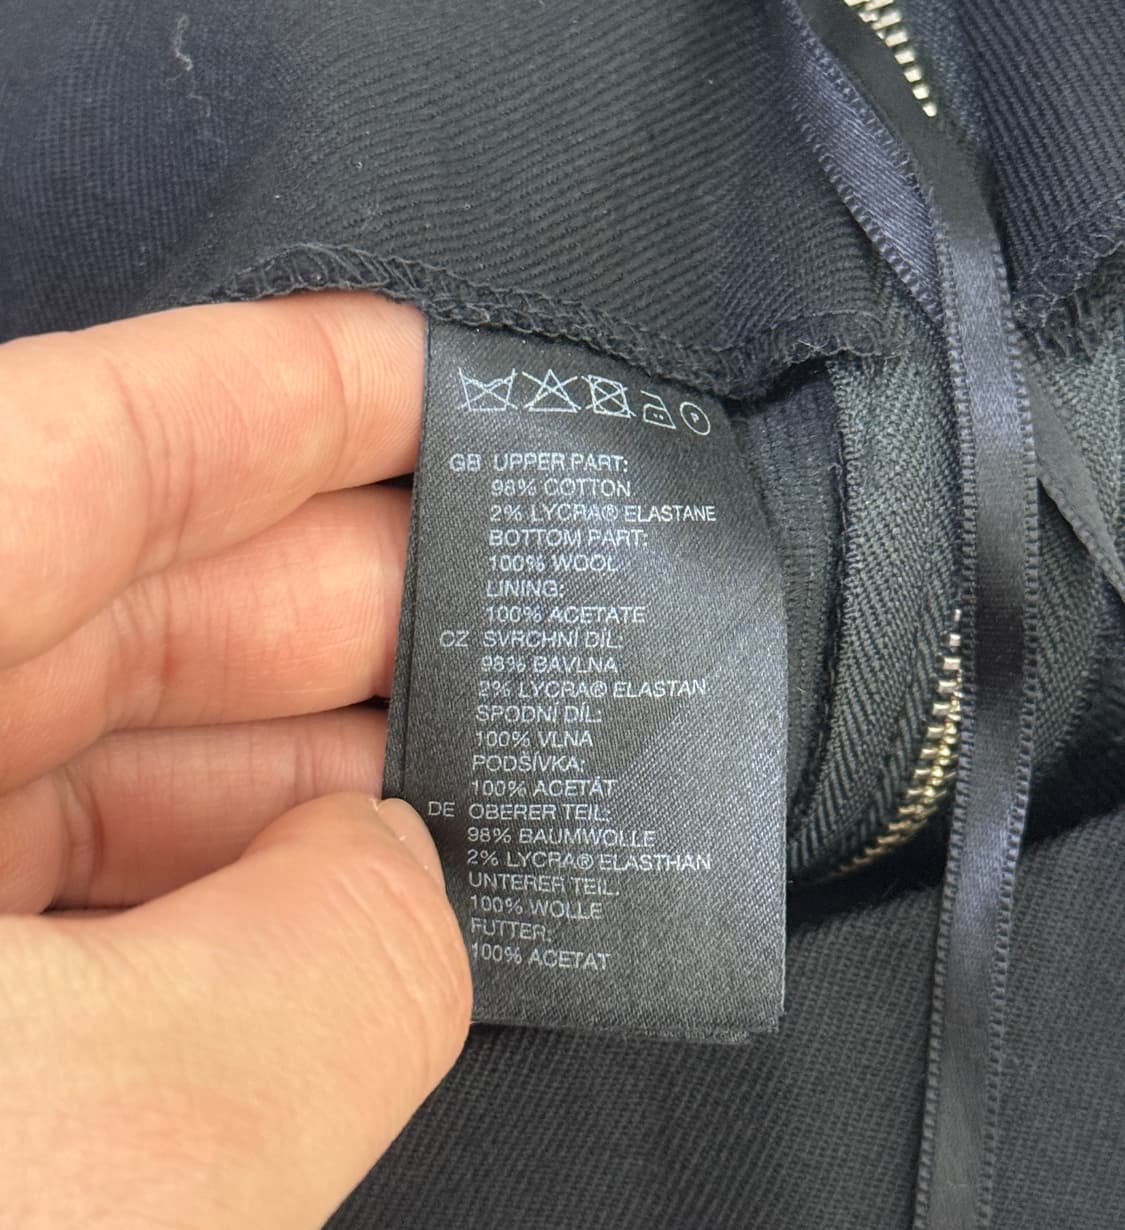 P
GB UPPER PART:
98% COTTON
2% LYCRA® ELASTANE
BOTTOM PART:
100% WOOL
LINING:
100% ACETATE
CZ SVRCHNÍ DÍL:
98% BAVLNA
2% LYCRA® ELASTAN
SPODNÍ DÍL:
100% VLNA
PODŠÍVKA:
100% ACETÁT
DE OBERER TEIL:
98% BAUMWOLLE
2% LYCRA® ELASTHAN
UNTERER TEIL:
100% WOLLE
FUTTER:
100% ACETAT